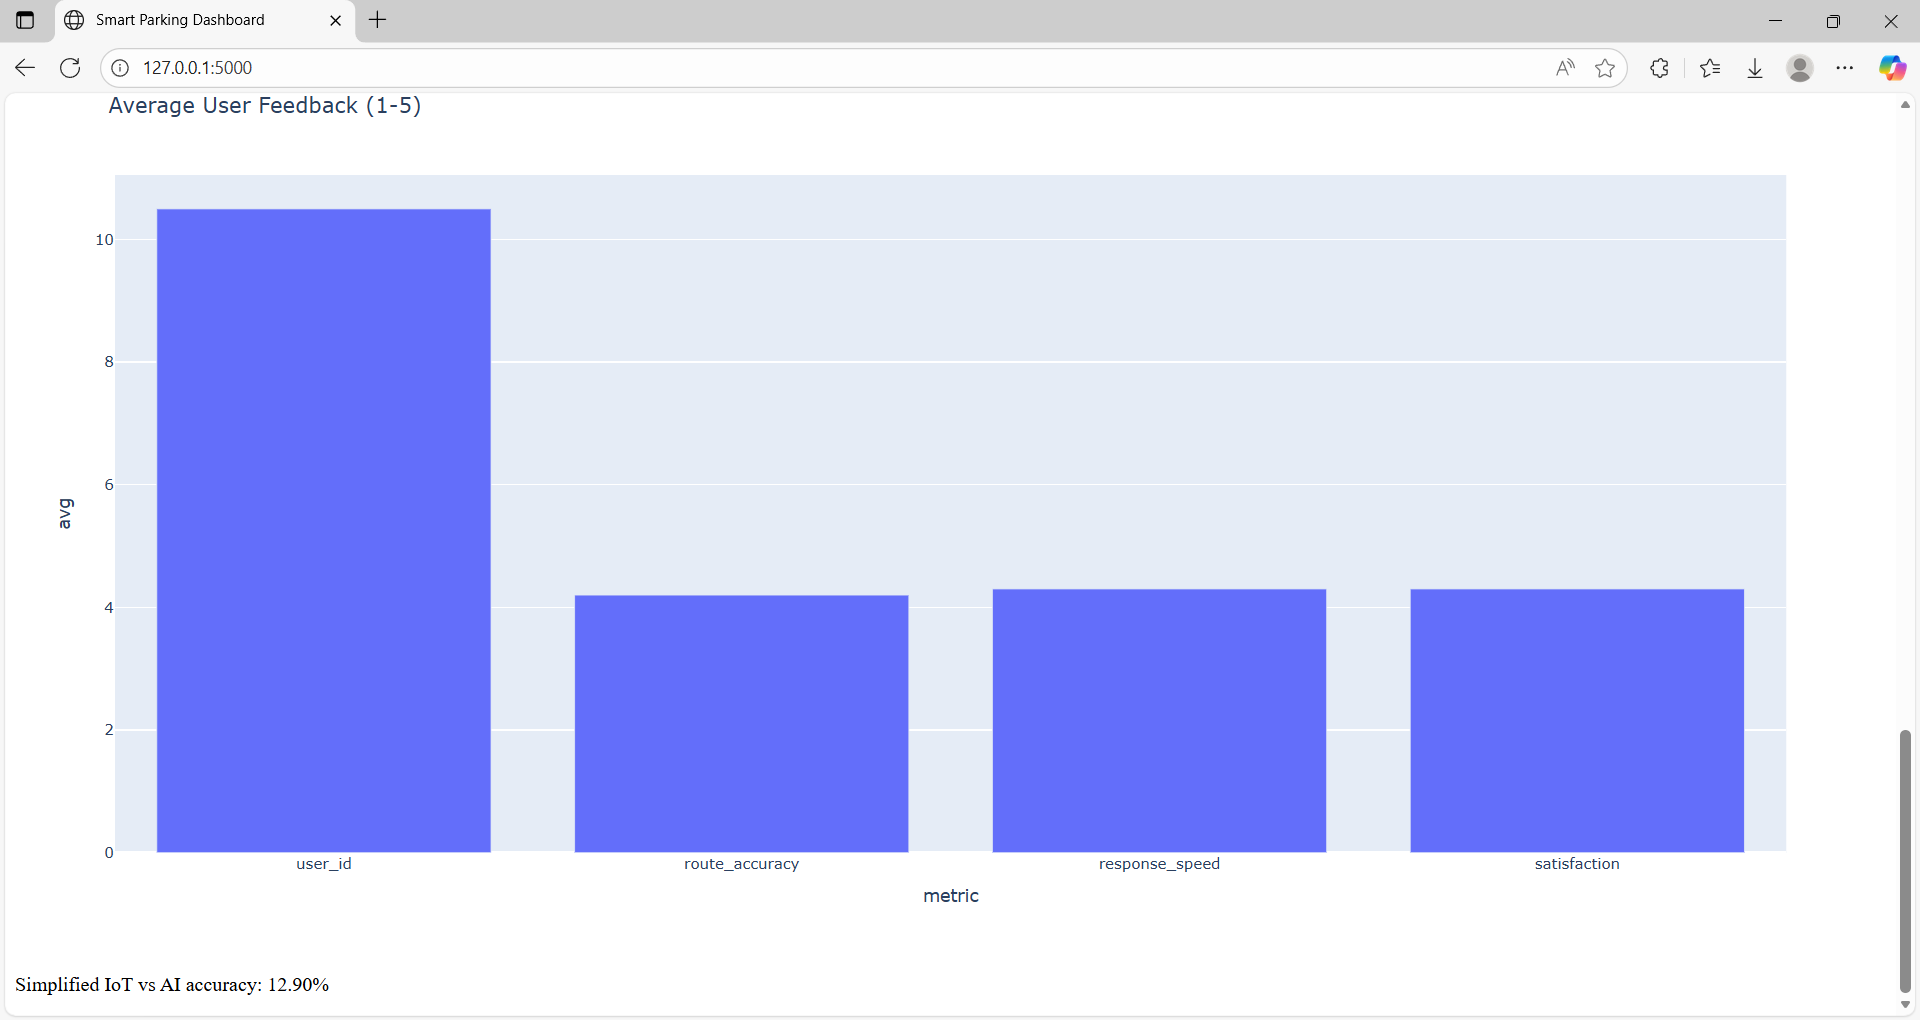 Smart Parking Dashboard
127.0.0.1:5000
Average User Feedback (1-5)
10
8
6
4
2
0
avg
user_id
route_accuracy
response_speed
satisfaction
metric
Simplified IoT vs AI accuracy: 12.90%